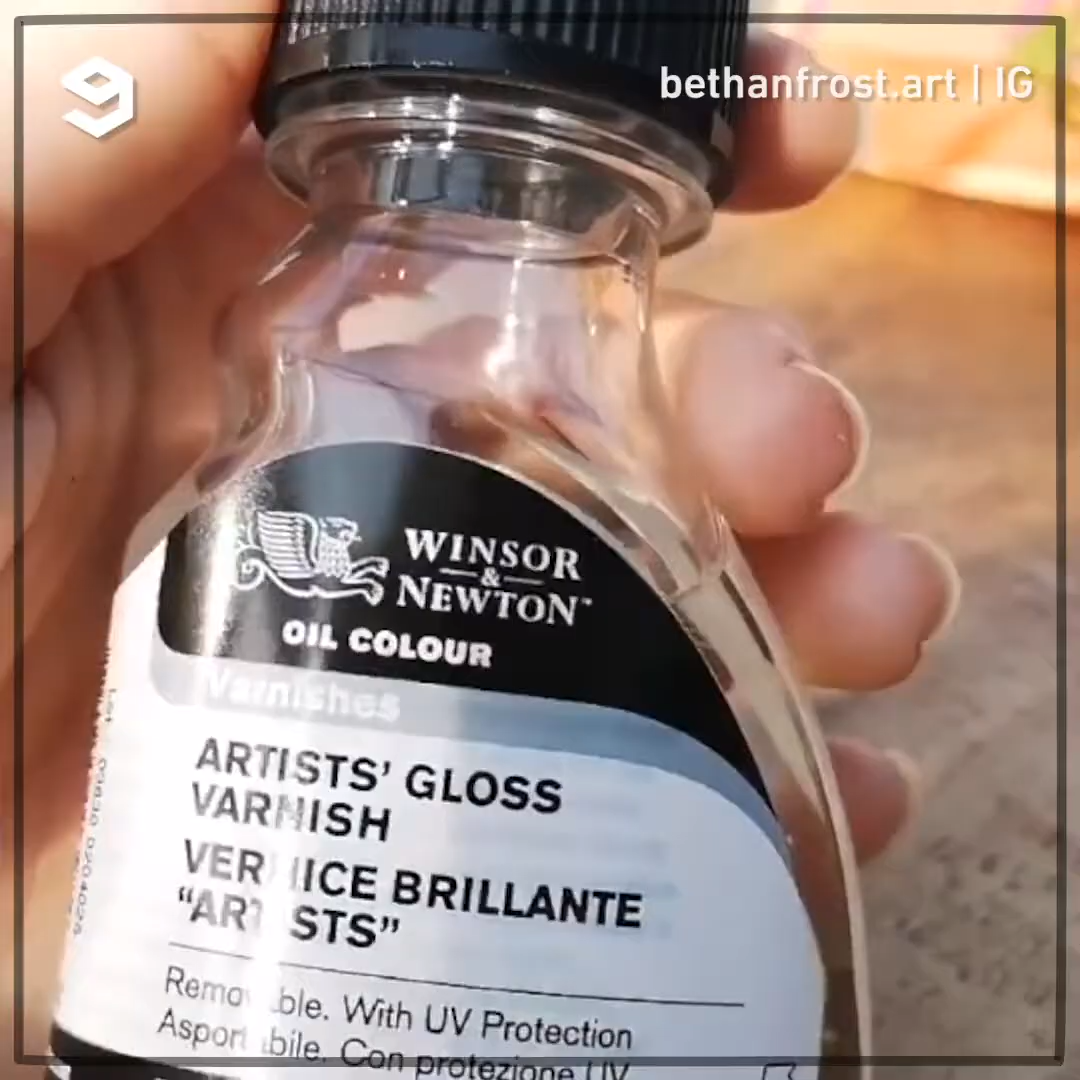 bethanfrost.art | IG
WINSOR
&
NEWTON™
OIL COLOUR
Varnishes
ARTISTS' GLOSS
VARNISH
VERNICE BRILLANTE
“ARTISTS”
Removable. With UV Protection
Asportabile. Con protezione UV